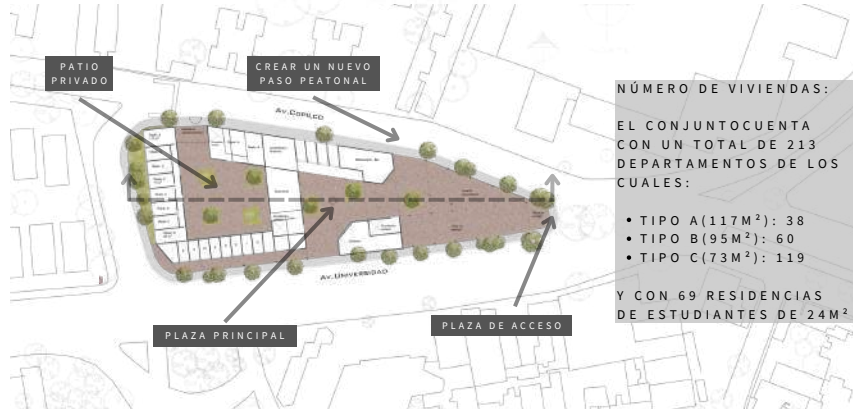 PATIO
PRIVADO
CREAR UN NUEVO
PASO PEATONAL
Av.Copilco
Av.Universidad
PLAZA PRINCIPAL
PLAZA DE ACCESO
NÚMERO DE VIVIENDAS:
EL CONJUNTOCUENTA
CON UN TOTAL DE 213
DEPARTAMENTOS DE LOS
CUALES:
• TIPO A(117M²): 38
• TIPO B(95M²): 60
• TIPO C(73M²): 119
Y CON 69 RESIDENCIAS
DE ESTUDIANTES DE 24M²